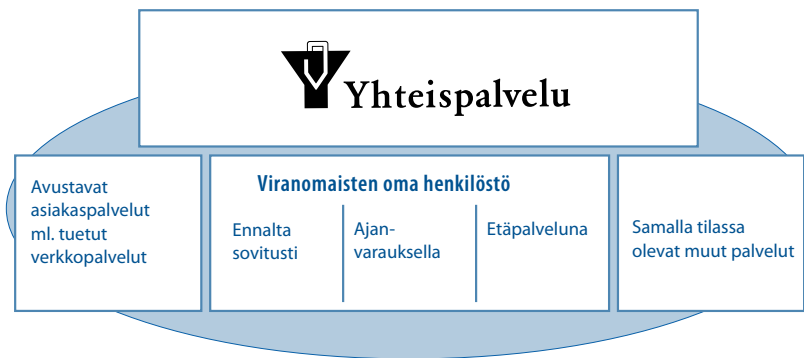 Yhteispalvelu
Avustavat
asiakaspalvelut
ml. tuetut
verkkopalvelut
Viranomaisten oma henkilöstö
Ennalta
sovitusti
Ajan-
varauksella
Etäpalveluna
Samalla tilassa
olevat muut palvelut